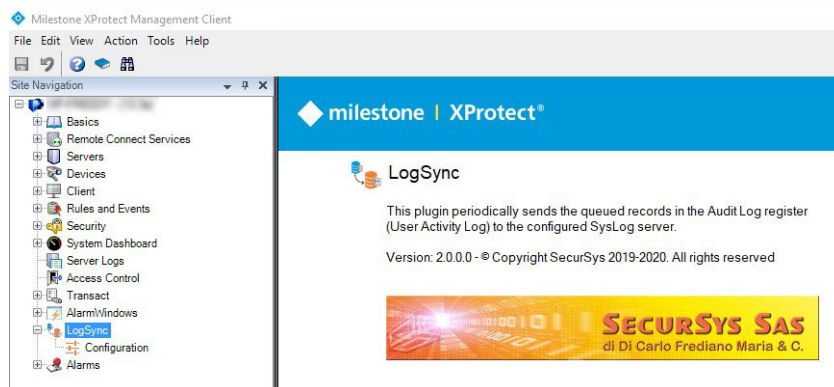 Milestone XProtect Management Client
File Edit View Action Tools Help
Site Navigation
Basics
Remote Connect Services
Servers
Devices
Client
Rules and Events
Security
System Dashboard
Server Logs
Access Control
Transact
AlarmWindows
LogSync
Configuration
Alarms
milestone | XProtect®
LogSync
This plugin periodically sends the queued records in the Audit Log register
(User Activity Log) to the configured SysLog server.
Version: 2.0.0.0 - © Copyright SecurSys 2019-2020. All rights reserved
SECURSYS SAS
di Di Carlo Frediano Maria & C.